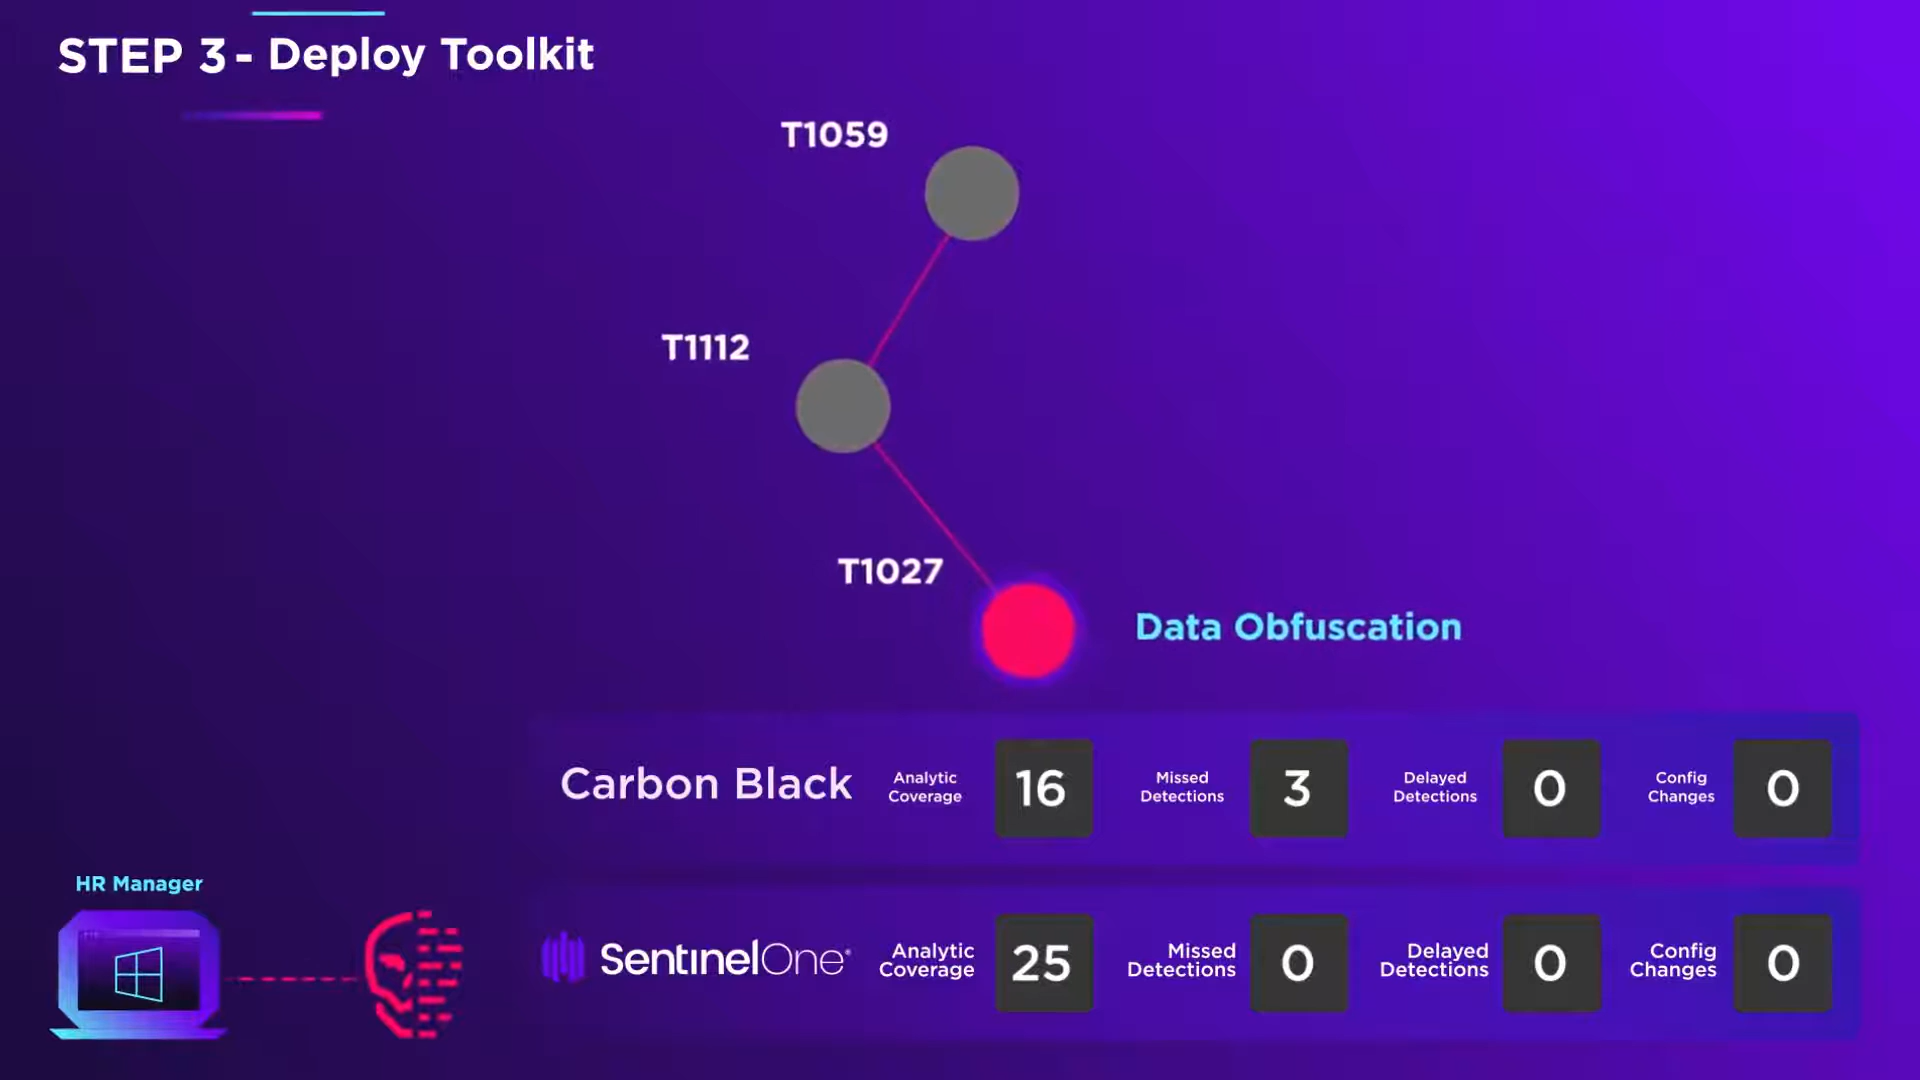 STEP 3 - Deploy Toolkit
T1059
T1112
T1027
Data Obfuscation
Carbon Black
Analytic
Coverage
16
Missed
Detections
3
Delayed
Detections
0
Config
Changes
0
HR Manager
SentinelOne
Analytic
Coverage
25
Missed
Detections
0
Delayed
Detections
0
Config
Changes
0